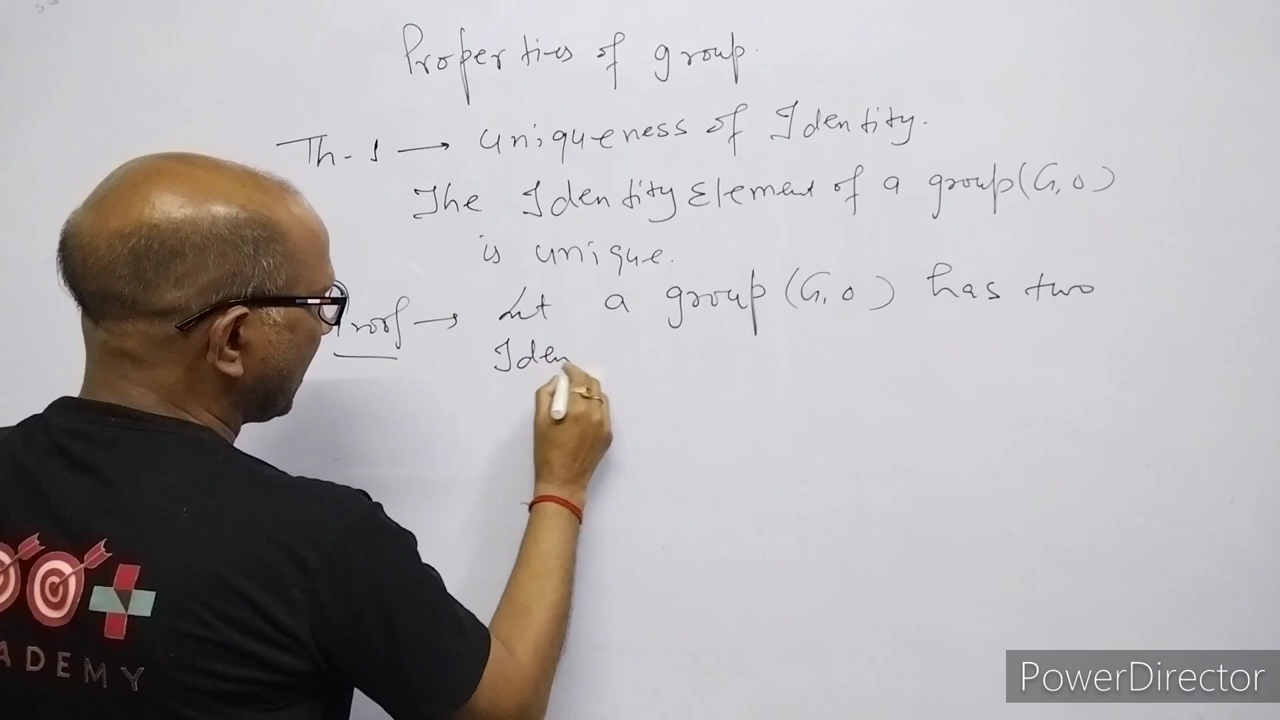 Properties of group.
Th-1 → uniqueness of Identity.
The Identity Element of a group (G, o)
is unique.
Proof → Let a group (G, o) has two
Iden
ADEMY
PowerDirector